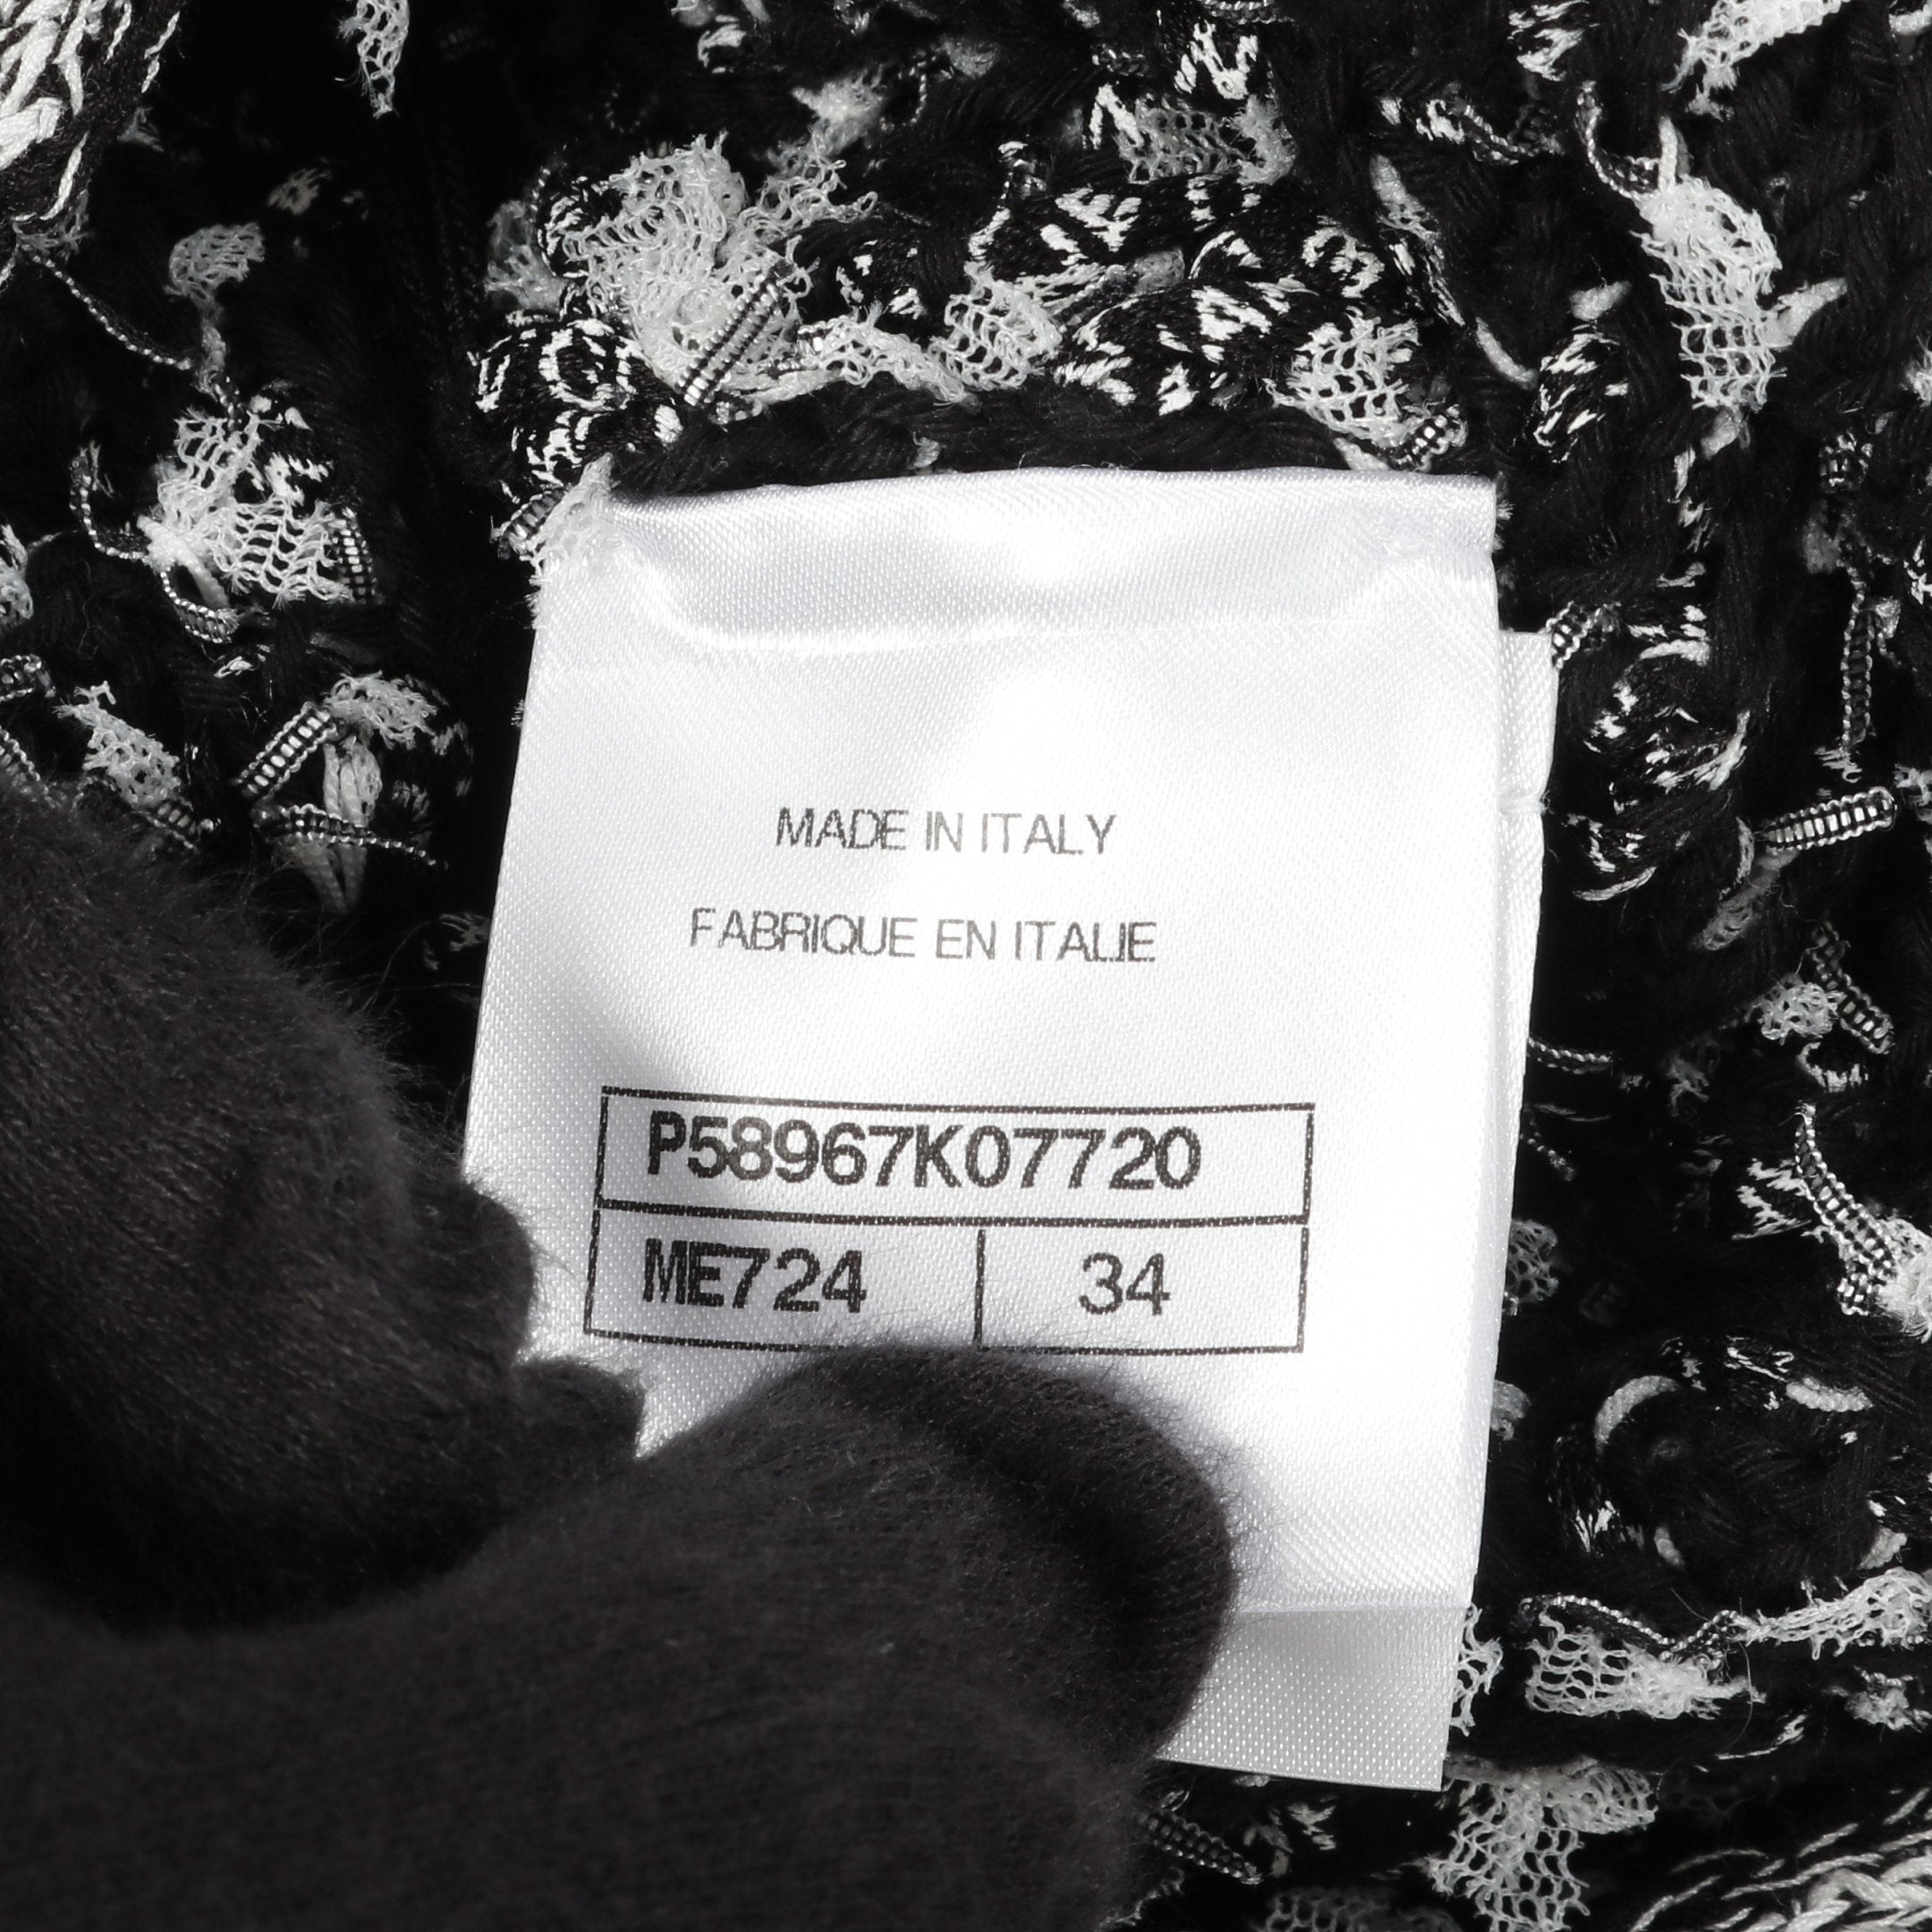 MADE IN ITALY
FABRIQUE EN ITALIE
P58967K07720
ME724 34